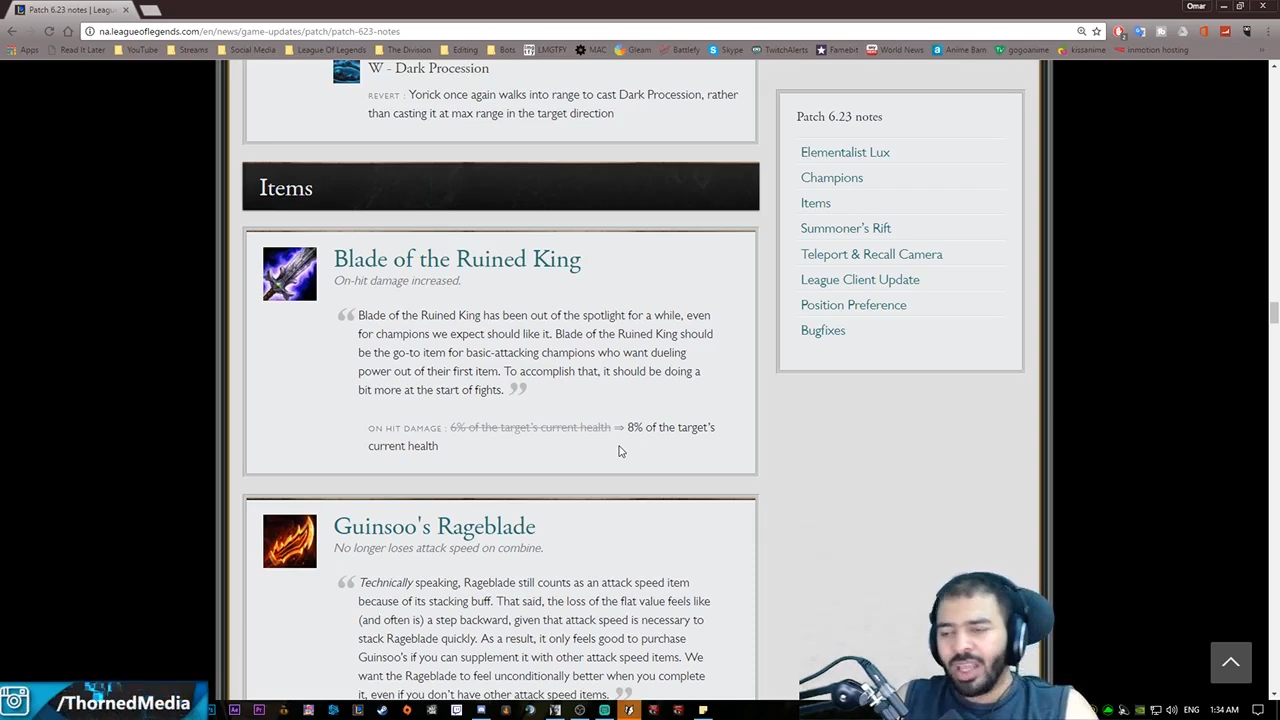 Patch 6.23 notes | Leagu
Omar
na.leagueoflegends.com/en/news/game-updates/patch/patch-623-notes
Apps Read It Later YouTube Streams Social Media League Of Legends The Division Editing Bots LMGTFY MAC Gleam Battlefy Skype TwitchAlerts Famebit World News Anime Bam gogoanime kissanime inmotion hosting
W - Dark Procession
REVERT : Yorick once again walks into range to cast Dark Procession, rather
than casting it at max range in the target direction
Items
Blade of the Ruined King
On-hit damage increased.
“ Blade of the Ruined King has been out of the spotlight for a while, even
for champions we expect should like it. Blade of the Ruined King should
be the go-to item for basic-attacking champions who want dueling
power out of their first item. To accomplish that, it should be doing a
bit more at the start of fights. ”
ON HIT DAMAGE : 6% of the target's current health ⇒ 8% of the target's
current health
Guinsoo's Rageblade
No longer loses attack speed on combine.
“ Technically speaking, Rageblade still counts as an attack speed item
because of its stacking buff. That said, the loss of the flat value feels like
(and often is) a step backward, given that attack speed is necessary to
stack Rageblade quickly. As a result, it only feels good to purchase
Guinsoo's if you can supplement it with other attack speed items. We
want the Rageblade to feel unconditionally better when you complete
it, even if you don't have other attack speed items. ”
Patch 6.23 notes
Elementalist Lux
Champions
Items
Summoner's Rift
Teleport & Recall Camera
League Client Update
Position Preference
Bugfixes
/ThornedMedia
1:34 AM